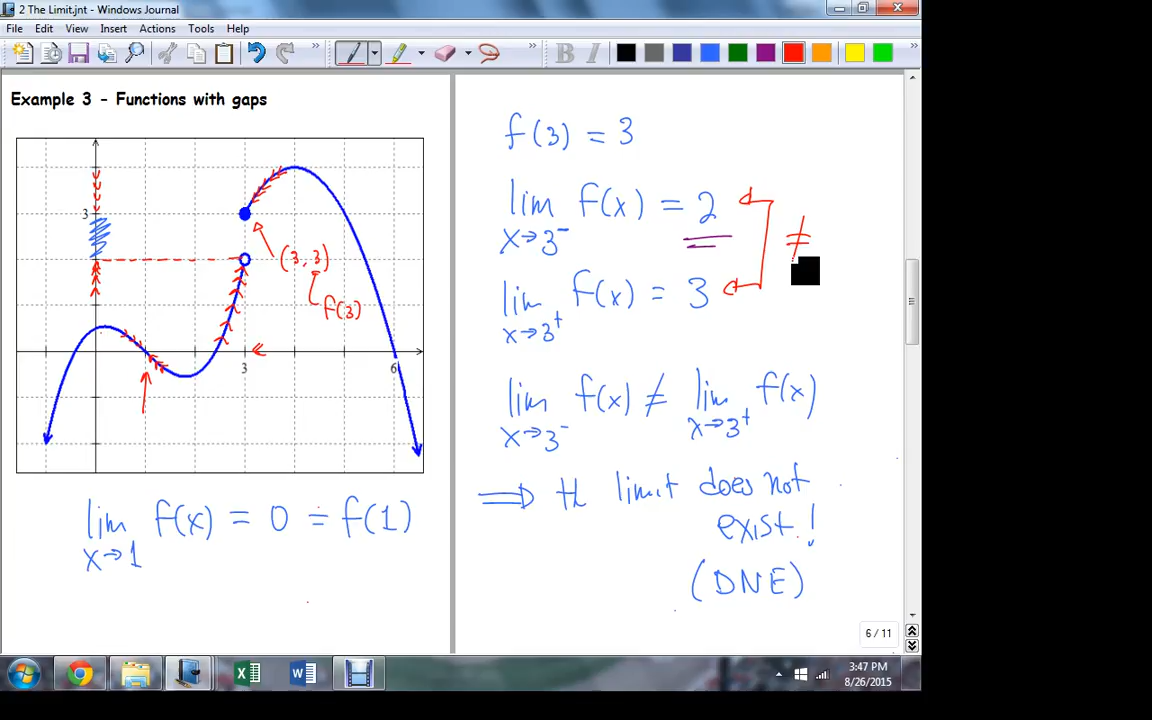 2 The Limit.jnt - Windows Journal
File Edit View Insert Actions Tools Help
B I U
Example 3 - Functions with gaps
3
(3,3)
f(3)
3
6
lim f(x) = 0 = f(1)
x→1
f(3) = 3
lim f(x) = 2
x→3⁻
≠
lim f(x) = 3
x→3⁺
lim f(x) ≠ lim f(x)
x→3⁻ x→3⁺
⇒ th limit does not
exist!
(DNE)
6 / 11
3:47 PM
8/26/2015